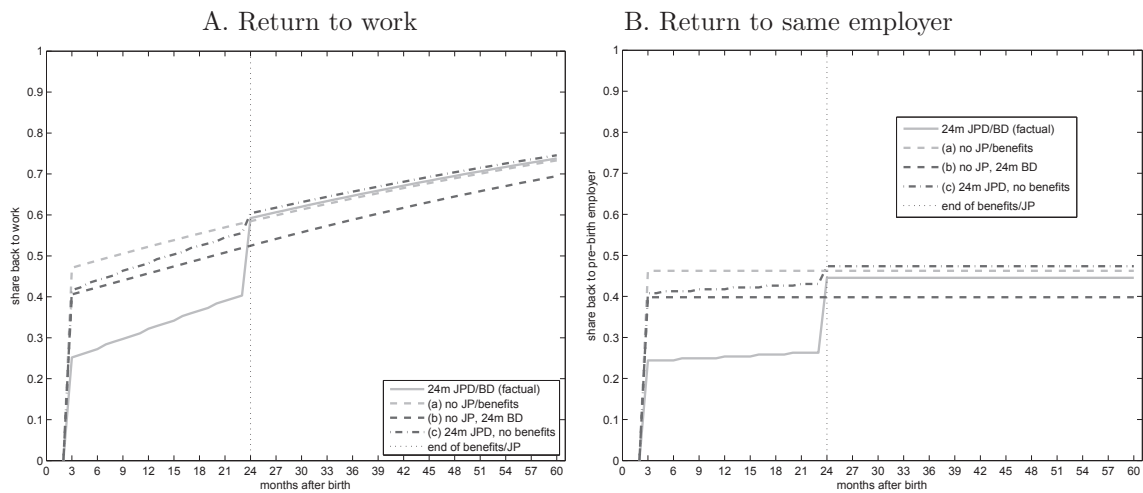 A. Return to work
1
0.9
0.8
0.7
0.6
0.5
0.4
0.3
0.2
0.1
0
share back to work
0 3 6 9 12 15 18 21 24 27 30 33 36 39 42 45 48 51 54 57 60
months after birth
24m JPD/BD (factual)
(a) no JP/benefits
(b) no JP, 24m BD
(c) 24m JPD, no benefits
end of benefits/JP
B. Return to same employer
1
0.9
0.8
0.7
0.6
0.5
0.4
0.3
0.2
0.1
0
share back to pre−birth employer
0 3 6 9 12 15 18 21 24 27 30 33 36 39 42 45 48 51 54 57 60
months after birth
24m JPD/BD (factual)
(a) no JP/benefits
(b) no JP, 24m BD
(c) 24m JPD, no benefits
end of benefits/JP